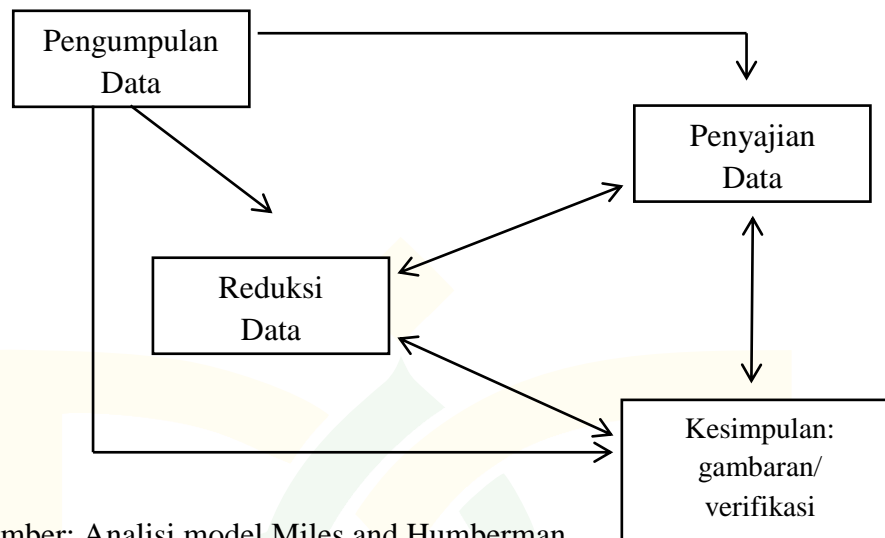 Pengumpulan
Data
Penyajian
Data
Reduksi
Data
Kesimpulan:
gambaran/
verifikasi
mber: Analisi model Miles and Humberman